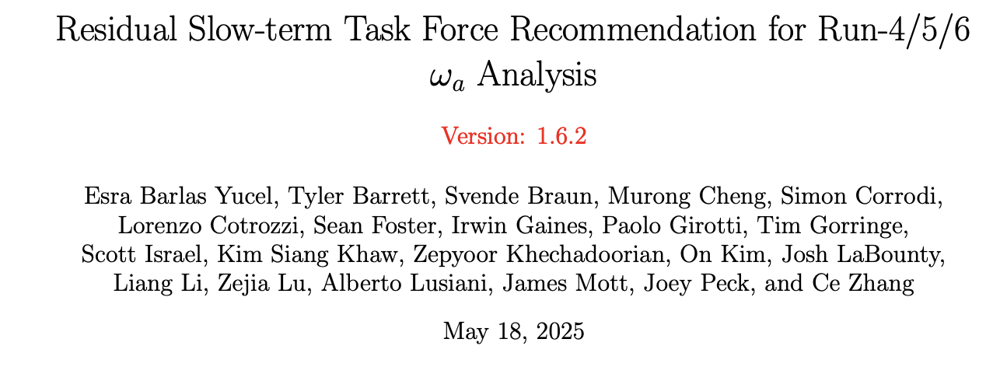 Residual Slow-term Task Force Recommendation for Run-4/5/6
ωₐ Analysis
Version: 1.6.2
Esra Barlas Yucel, Tyler Barrett, Svende Braun, Murong Cheng, Simon Corrodi,
Lorenzo Cotrozzi, Sean Foster, Irwin Gaines, Paolo Girotti, Tim Gorringe,
Scott Israel, Kim Siang Khaw, Zepyoor Khechadoorian, On Kim, Josh LaBounty,
Liang Li, Zejia Lu, Alberto Lusiani, James Mott, Joey Peck, and Ce Zhang
May 18, 2025